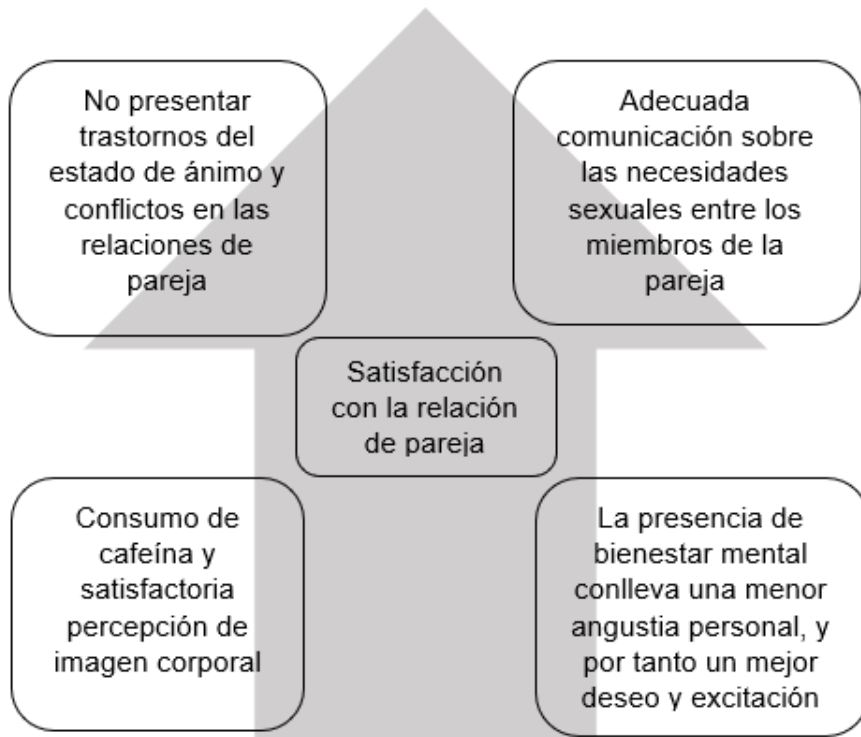 No presentar
trastornos del
estado de ánimo y
conflictos en las
relaciones de
pareja
Adecuada
comunicación sobre
las necesidades
sexuales entre los
miembros de la
pareja
Satisfacción
con la relación
de pareja
Consumo de
cafeína y
satisfactoria
percepción de
imagen corporal
La presencia de
bienestar mental
conlleva una menor
angustia personal, y
por tanto un mejor
deseo y excitación